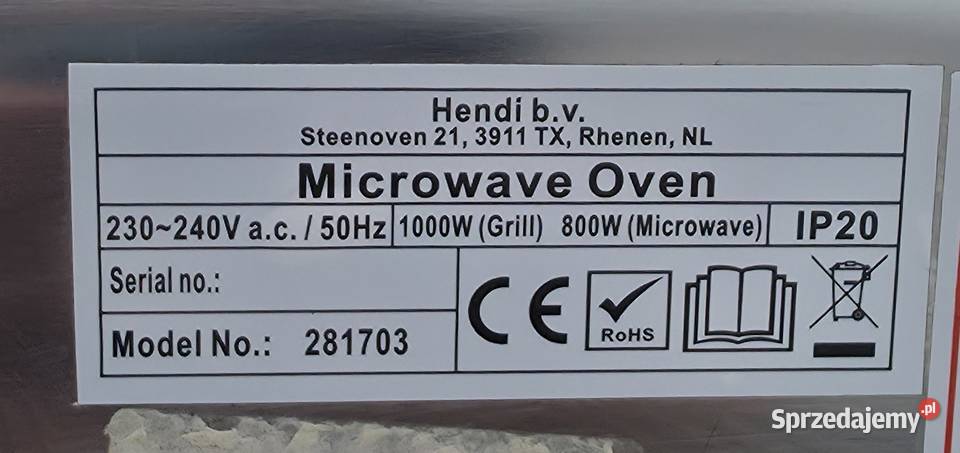 Hendi b.v.
Steenoven 21, 3911 TX, Rhenen, NL
Microwave Oven
230~240V a.c. / 50Hz 1000W (Grill) 800W (Microwave) IP20
Serial no.:
Model No.: 281703
CE
RoHS
Sprzedajemy.pl